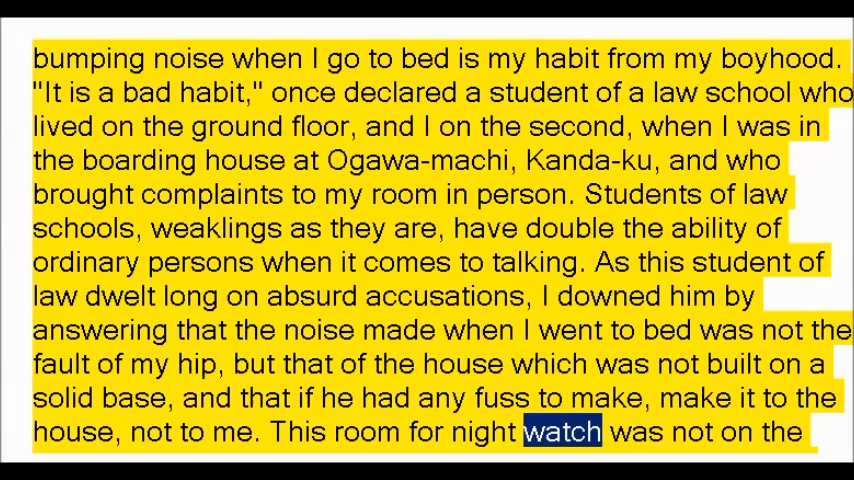 bumping noise when I go to bed is my habit from my boyhood.
"It is a bad habit," once declared a student of a law school who
lived on the ground floor, and I on the second, when I was in
the boarding house at Ogawa-machi, Kanda-ku, and who
brought complaints to my room in person. Students of law
schools, weaklings as they are, have double the ability of
ordinary persons when it comes to talking. As this student of
law dwelt long on absurd accusations, I downed him by
answering that the noise made when I went to bed was not the
fault of my hip, but that of the house which was not built on a
solid base, and that if he had any fuss to make, make it to the
house, not to me. This room for night watch was not on the